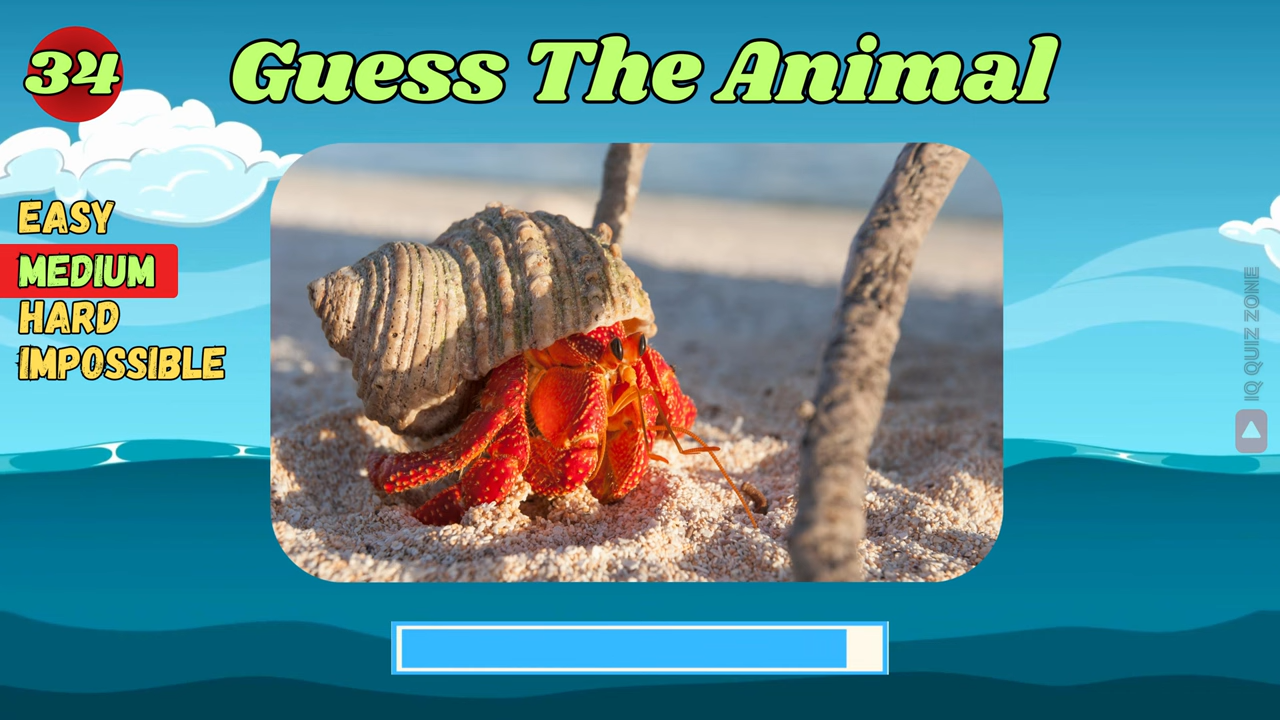 34
Guess The Animal
EASY
MEDIUM
HARD
IMPOSSIBLE
IQ QUIZ ZONE